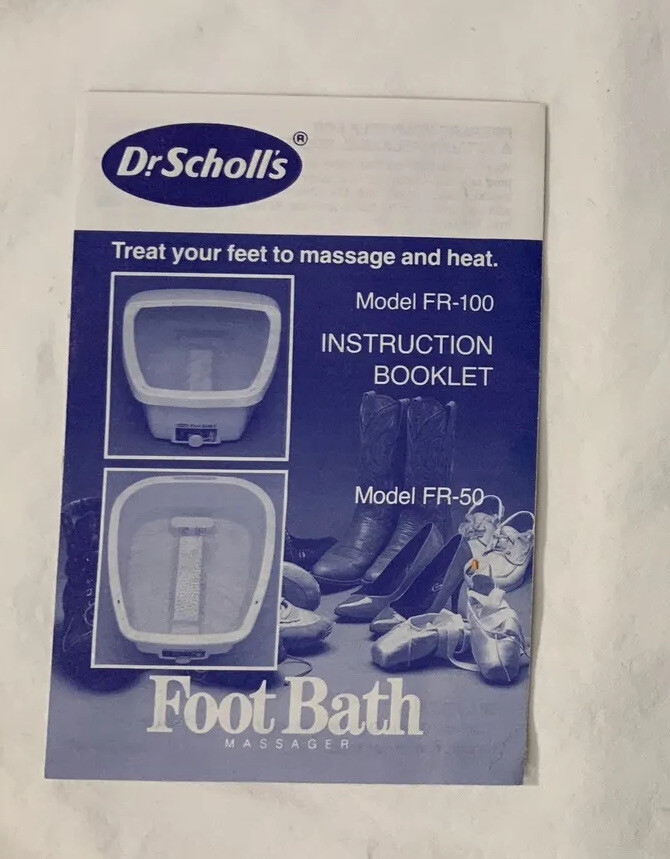 Dr. Scholl's ®
Treat your feet to massage and heat.
Model FR-100
INSTRUCTION
BOOKLET
Model FR-50
Foot Bath
MASSAGER